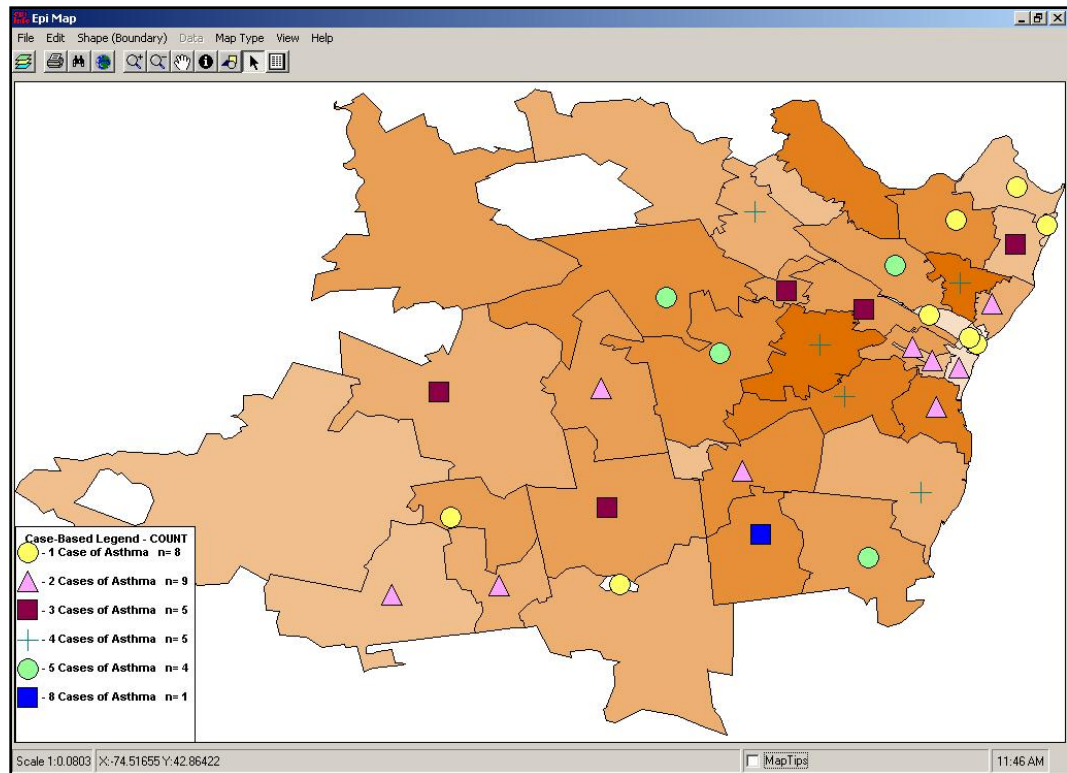 Epi Info Epi Map
File Edit Shape (Boundary) Data Map Type View Help
Case-Based Legend - COUNT
- 1 Case of Asthma n= 8
- 2 Cases of Asthma n= 9
- 3 Cases of Asthma n= 5
- 4 Cases of Asthma n= 5
- 5 Cases of Asthma n= 4
- 8 Cases of Asthma n= 1
Scale 1:0.0803 X:-74.51655 Y:42.86422 MapTips 11:46 AM